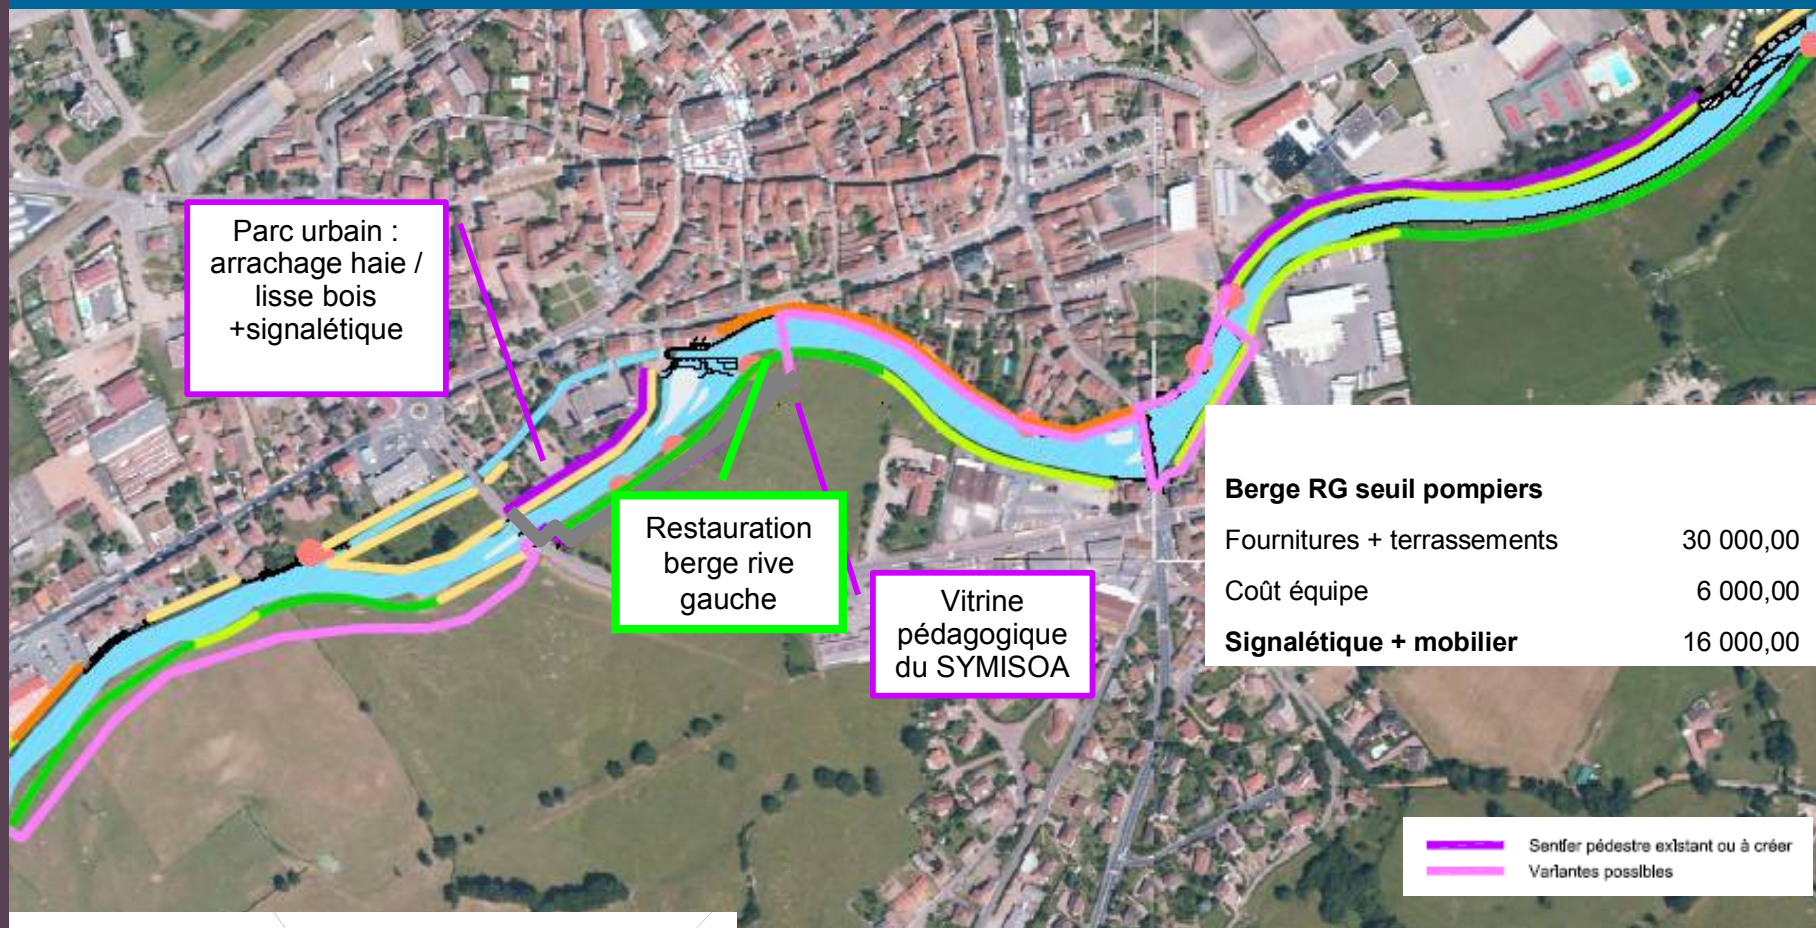 Parc urbain :
arrachage haie /
lisse bois
+signalétique
Restauration
berge rive
gauche
Vitrine
pédagogique
du SYMISOA
Berge RG seuil pompiers
Fournitures + terrassements 30 000,00
Coût équipe 6 000,00
Signalétique + mobilier 16 000,00
Sentier pédestre existant ou à créer
Variantes possibles